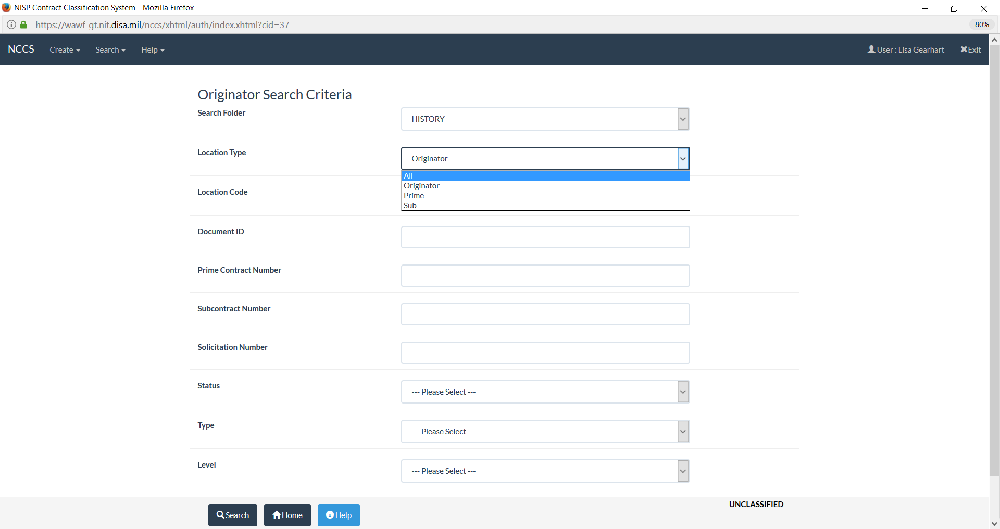 NISP Contract Classification System - Mozilla Firefox
https://wawf-gt.nit.disa.mil/nccs/xhtml/auth/index.xhtml?cid=37
80%
NCCS Create Search Help User : Lisa Gearhart Exit
Originator Search Criteria
Search Folder
HISTORY
Location Type
Originator
All
Originator
Prime
Sub
Location Code
Document ID
Prime Contract Number
Subcontract Number
Solicitation Number
Status
--- Please Select ---
Type
--- Please Select ---
Level
--- Please Select ---
UNCLASSIFIED
Search Home Help